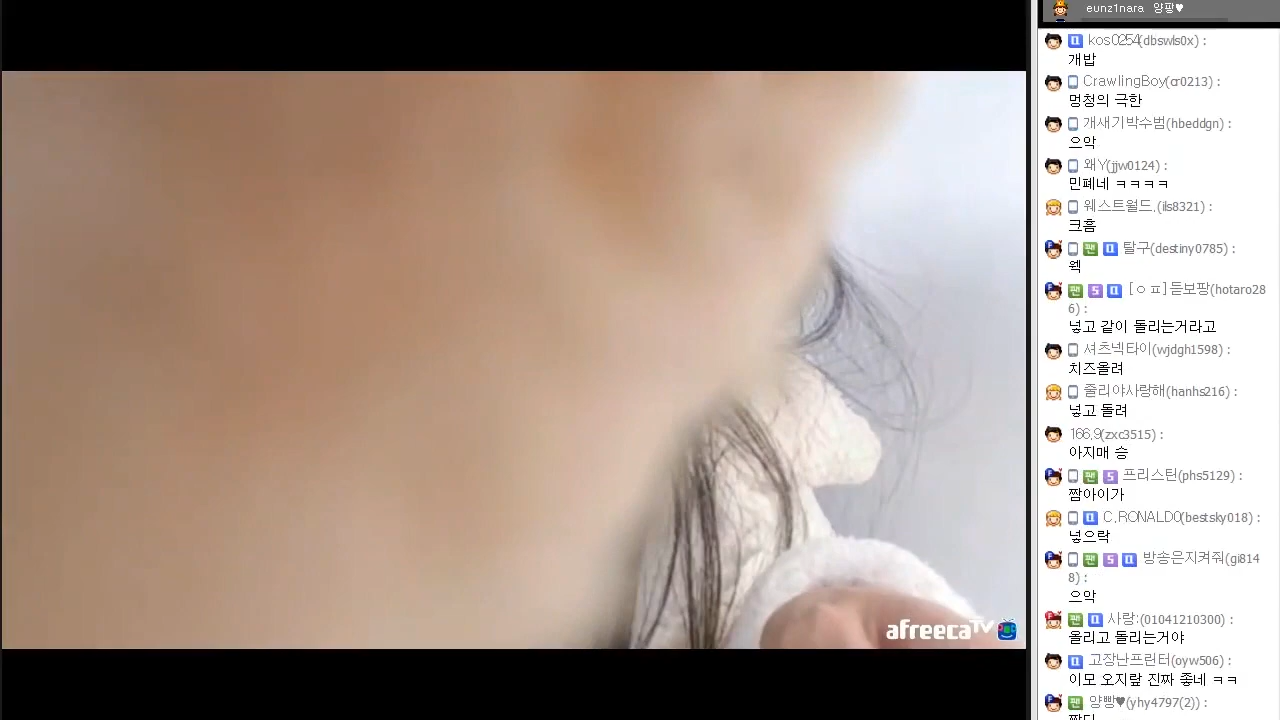 eunz1nara 양팡♥
kos0254(dbswls0x) :
개밥
CrawlingBoy(cr0213) :
멍청의 극한
개새기박수범(hbeddgn) :
으악
왜Y(jjw0124) :
민폐네 ㅋㅋㅋㅋ
웨스트월드.(ils8321) :
크흠
탈구(destiny0785) :
웩
[ㅇㅍ]듣보팡(hotaro28
6) :
넣고 같이 돌리는거라고
셔츠넥타이(wjdgh1598) :
치즈올려
쥴리야사랑해(hanhs216) :
넣고 돌려
166.9(zxc3515) :
아지매 승
프리스틴(phs5129) :
짬아이가
C.RONALDO(bestsky018) :
넣으락
방송은지켜줘(gi814
8) :
으악
사랑:(01041210300) :
올리고 돌리는거야
고장난프린터(oyw506) :
이모 오지랖 진짜 좋네 ㅋㅋ
양빵♥(yhy4797(2)) :
afreecaTV